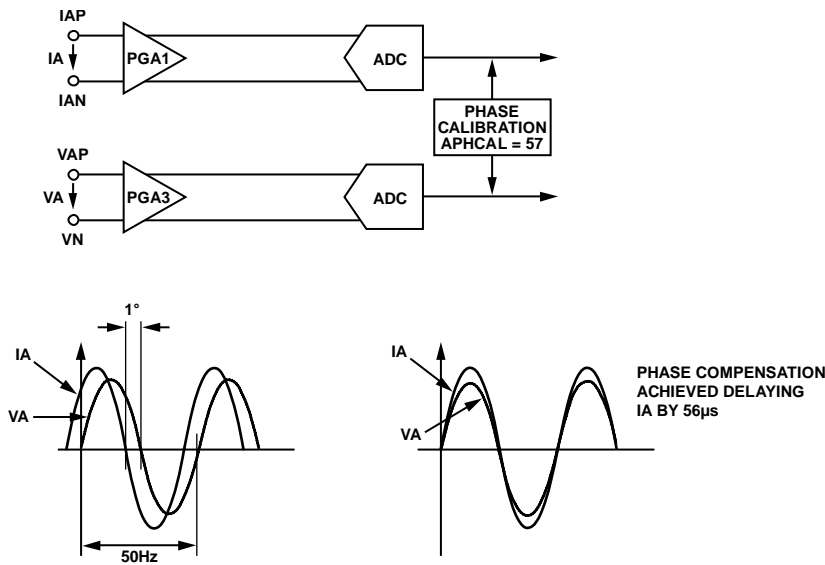 IAP
IA
PGA1
ADC
IAN
PHASE
CALIBRATION
APHCAL = 57
VAP
VA
PGA3
ADC
VN
1°
IA
VA
50Hz
IA
VA
PHASE COMPENSATION
ACHIEVED DELAYING
IA BY 56µs